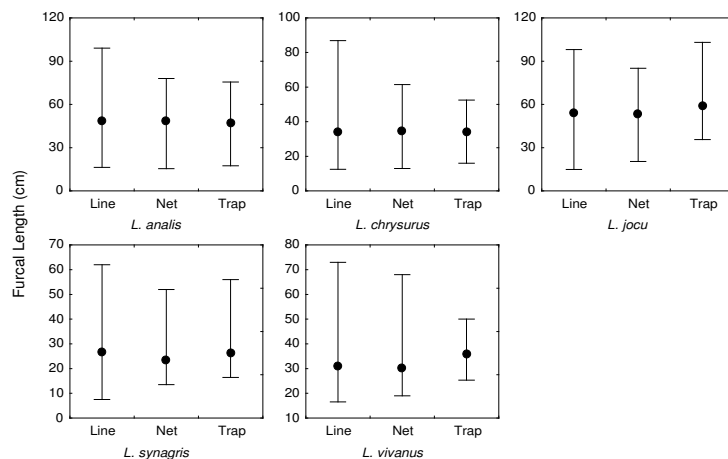 Furcal Length (cm)
120
90
60
30
0
Line Net Trap
L. analis
100
80
60
40
20
0
Line Net Trap
L. chrysurus
120
90
60
30
0
Line Net Trap
L. jocu
70
60
50
40
30
20
10
0
Line Net Trap
L. synagris
80
70
60
50
40
30
20
10
Line Net Trap
L. vivanus